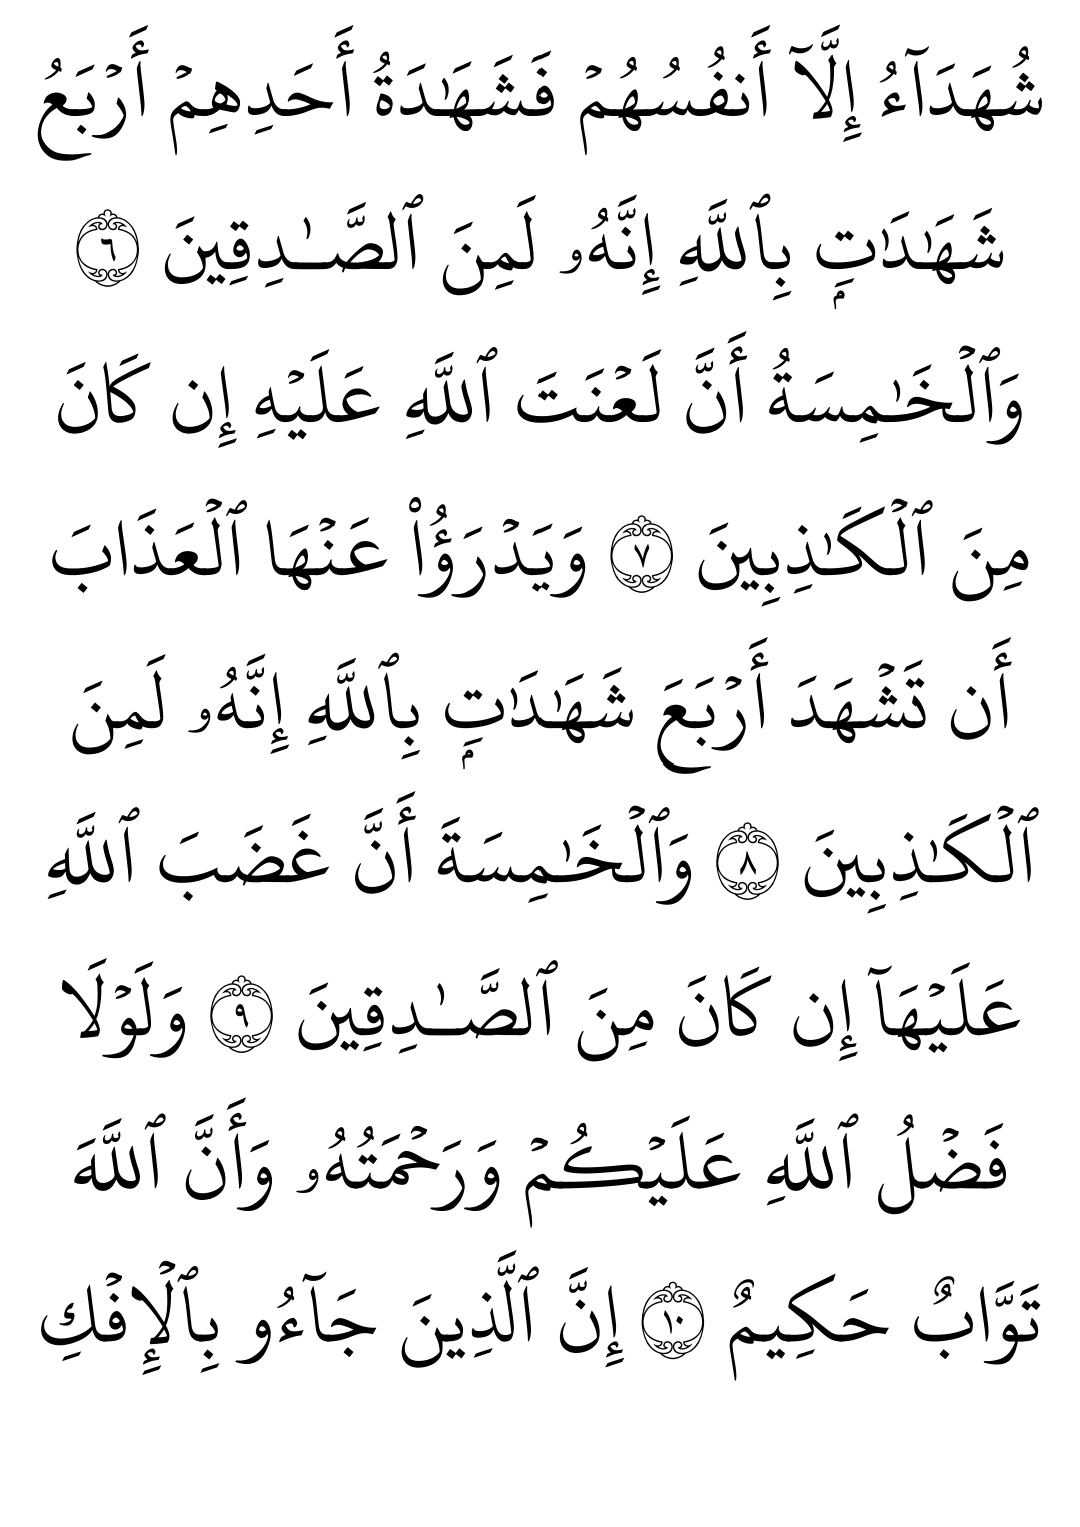 شُهَدَآءُ إِلَّآ أَنفُسُهُمۡ فَشَهَٰدَةُ أَحَدِهِمۡ أَرۡبَعُ
شَهَٰدَٰتِۭ بِٱللَّهِ إِنَّهُۥ لَمِنَ ٱلصَّـٰدِقِينَ ٦
وَٱلۡخَٰمِسَةُ أَنَّ لَعۡنَتَ ٱللَّهِ عَلَيۡهِ إِن كَانَ
مِنَ ٱلۡكَٰذِبِينَ ٧ وَيَدۡرَؤُاْ عَنۡهَا ٱلۡعَذَابَ
أَن تَشۡهَدَ أَرۡبَعَ شَهَٰدَٰتِۭ بِٱللَّهِ إِنَّهُۥ لَمِنَ
ٱلۡكَٰذِبِينَ ٨ وَٱلۡخَٰمِسَةَ أَنَّ غَضَبَ ٱللَّهِ
عَلَيۡهَآ إِن كَانَ مِنَ ٱلصَّـٰدِقِينَ ٩ وَلَوۡلَا
فَضۡلُ ٱللَّهِ عَلَيۡكُمۡ وَرَحۡمَتُهُۥ وَأَنَّ ٱللَّهَ
تَوَّابٌ حَكِيمٌ ١٠ إِنَّ ٱلَّذِينَ جَآءُو بِٱلۡإِفۡكِ